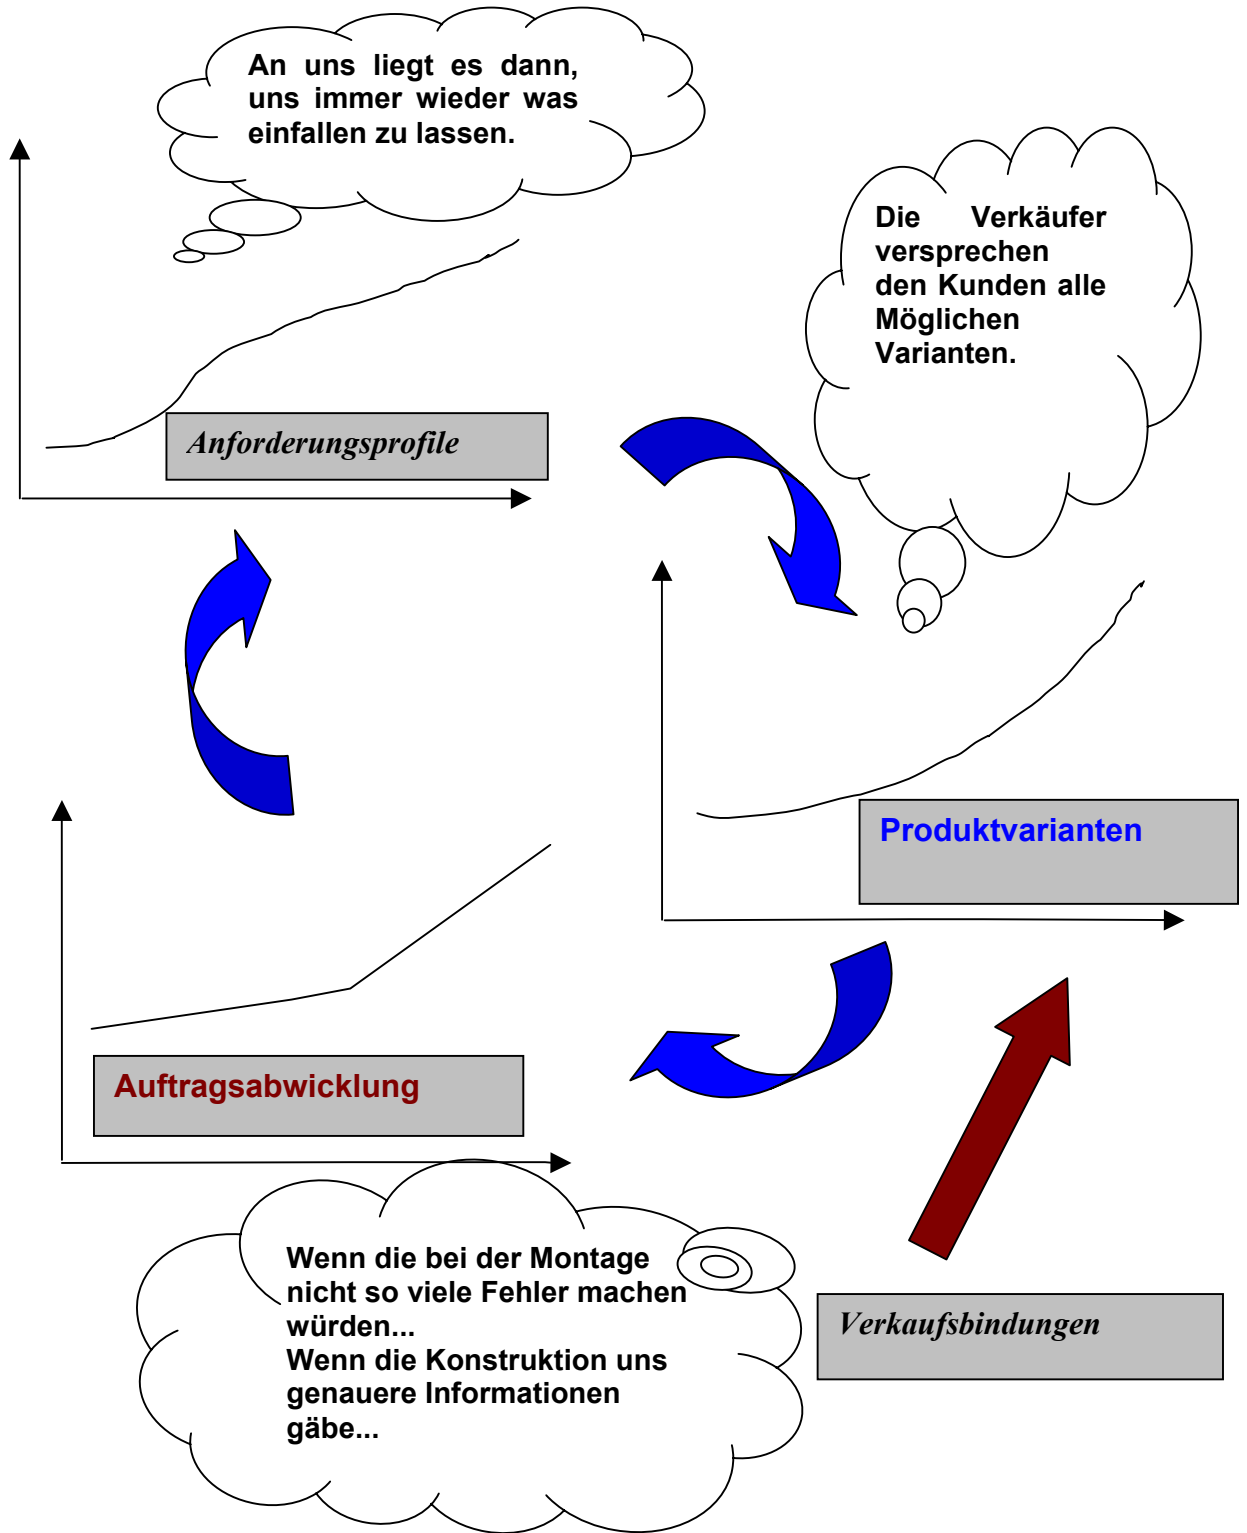 An uns liegt es dann,
uns immer wieder was
einfallen zu lassen.
Die Verkäufer
versprechen
den Kunden alle
Möglichen
Varianten.
Anforderungsprofile
Produktvarianten
Auftragsabwicklung
Wenn die bei der Montage
nicht so viele Fehler machen
würden...
Wenn die Konstruktion uns
genauere Informationen
gäbe...
Verkaufsbindungen